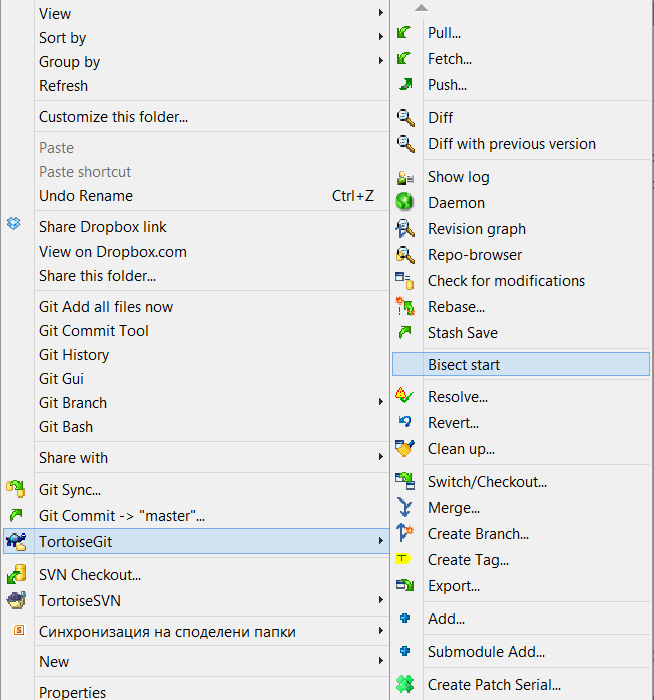 View
Sort by
Group by
Refresh
Customize this folder...
Paste
Paste shortcut
Undo Rename Ctrl+Z
Share Dropbox link
View on Dropbox.com
Share this folder...
Git Add all files now
Git Commit Tool
Git History
Git Gui
Git Branch
Git Bash
Share with
Git Sync...
Git Commit -> "master"...
TortoiseGit
SVN Checkout...
TortoiseSVN
Синхронизация на споделени папки
New
Properties
Pull...
Fetch...
Push...
Diff
Diff with previous version
Show log
Daemon
Revision graph
Repo-browser
Check for modifications
Rebase...
Stash Save
Bisect start
Resolve...
Revert...
Clean up...
Switch/Checkout...
Merge...
Create Branch...
Create Tag...
Export...
Add...
Submodule Add...
Create Patch Serial...